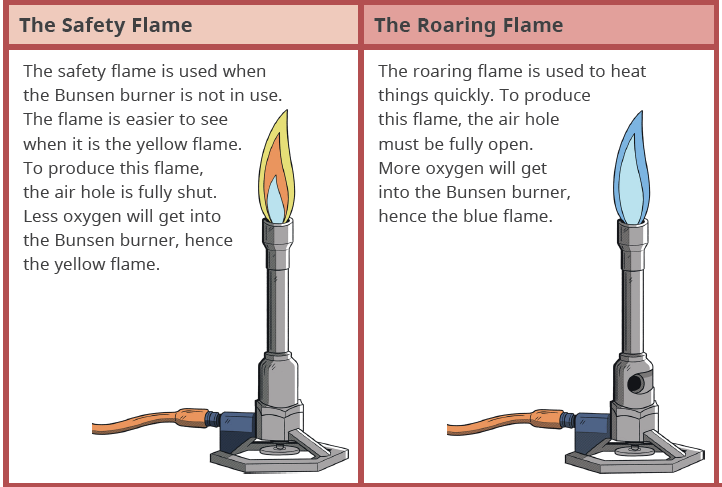 The Safety Flame
The safety flame is used when
the Bunsen burner is not in use.
The flame is easier to see
when it is the yellow flame.
To produce this flame,
the air hole is fully shut.
Less oxygen will get into
the Bunsen burner, hence
the yellow flame.
The Roaring Flame
The roaring flame is used to heat
things quickly. To produce
this flame, the air hole
must be fully open.
More oxygen will get
into the Bunsen burner,
hence the blue flame.